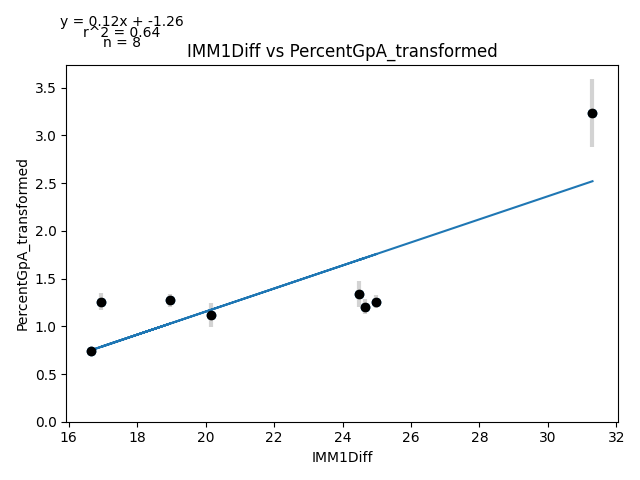 y = 0.12x + -1.26
r^2 = 0.64
n = 8
IMM1Diff vs PercentGpA_transformed
PercentGpA_transformed
3.5
3.0
2.5
2.0
1.5
1.0
0.5
0.0
16 18 20 22 24 26 28 30 32
IMM1Diff